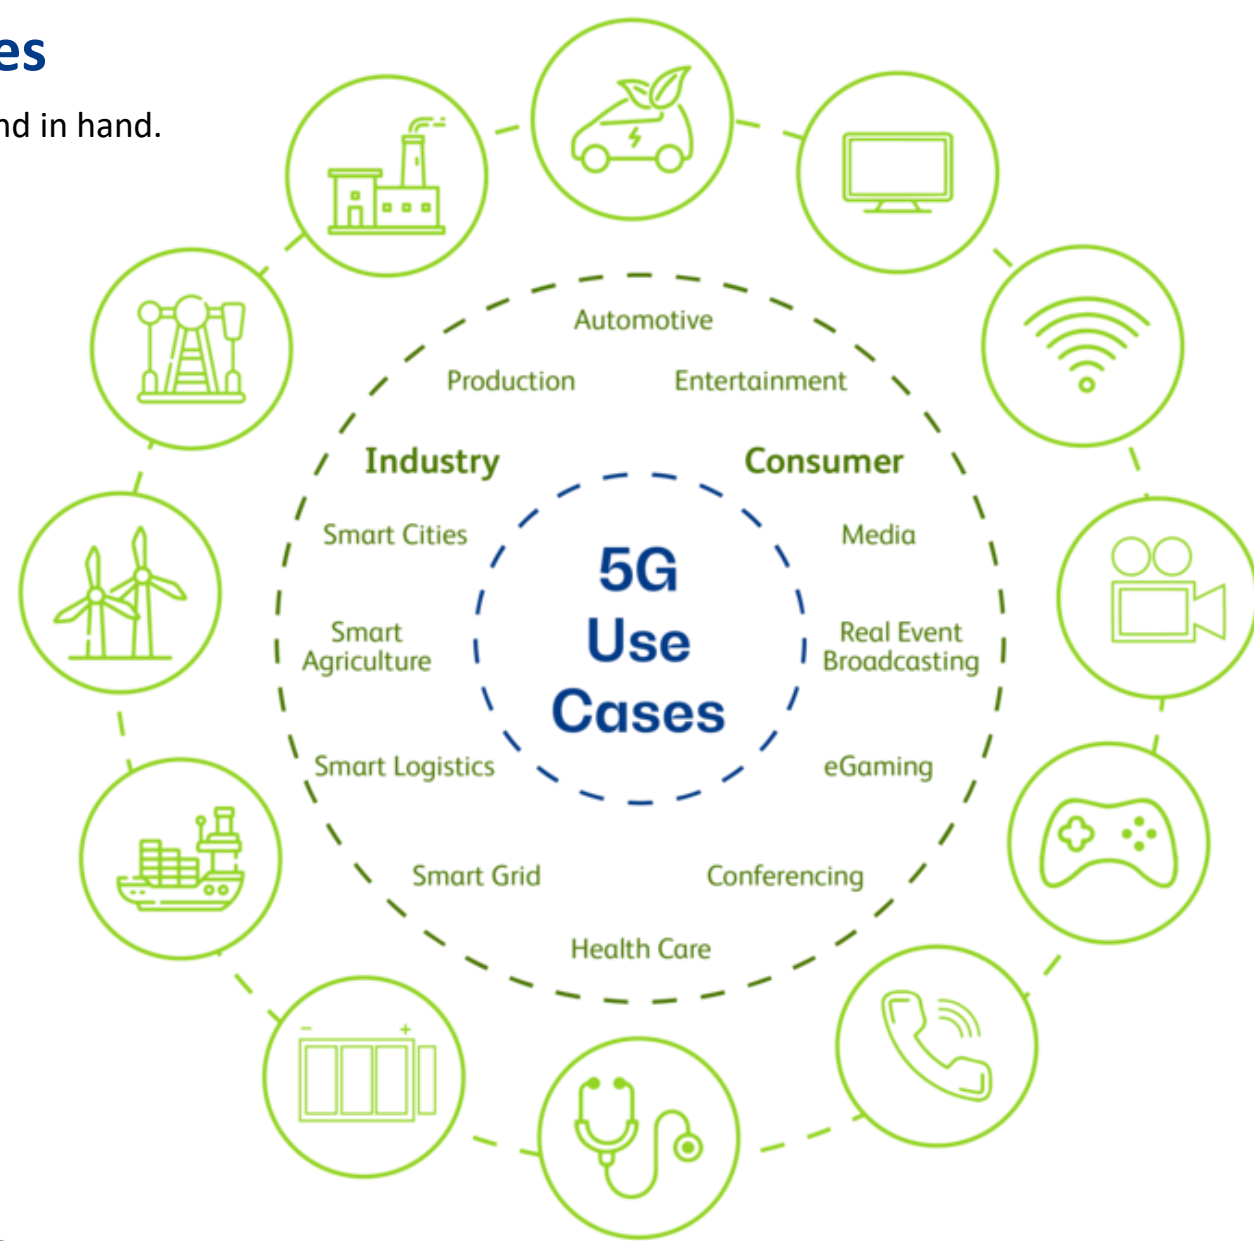 es
nd in hand.
Automotive
Production
Entertainment
Industry
Consumer
Smart Cities
Media
5G
Use
Cases
Smart
Agriculture
Real Event
Broadcasting
Smart Logistics
eGaming
Smart Grid
Conferencing
Health Care
- +